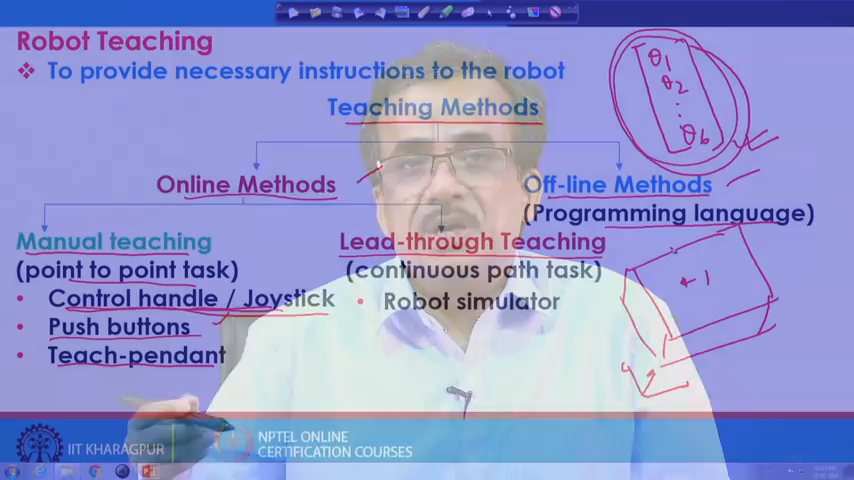 Robot Teaching
❖ To provide necessary instructions to the robot
Teaching Methods
Online Methods
Off-line Methods
(Programming language)
Manual teaching
(point to point task)
• Control handle / Joystick
• Push buttons
• Teach-pendant
Lead-through Teaching
(continuous path task)
• Robot simulator
θ1
θ2
⋮
θ6
1
IIT KHARAGPUR
NPTEL ONLINE
CERTIFICATION COURSES